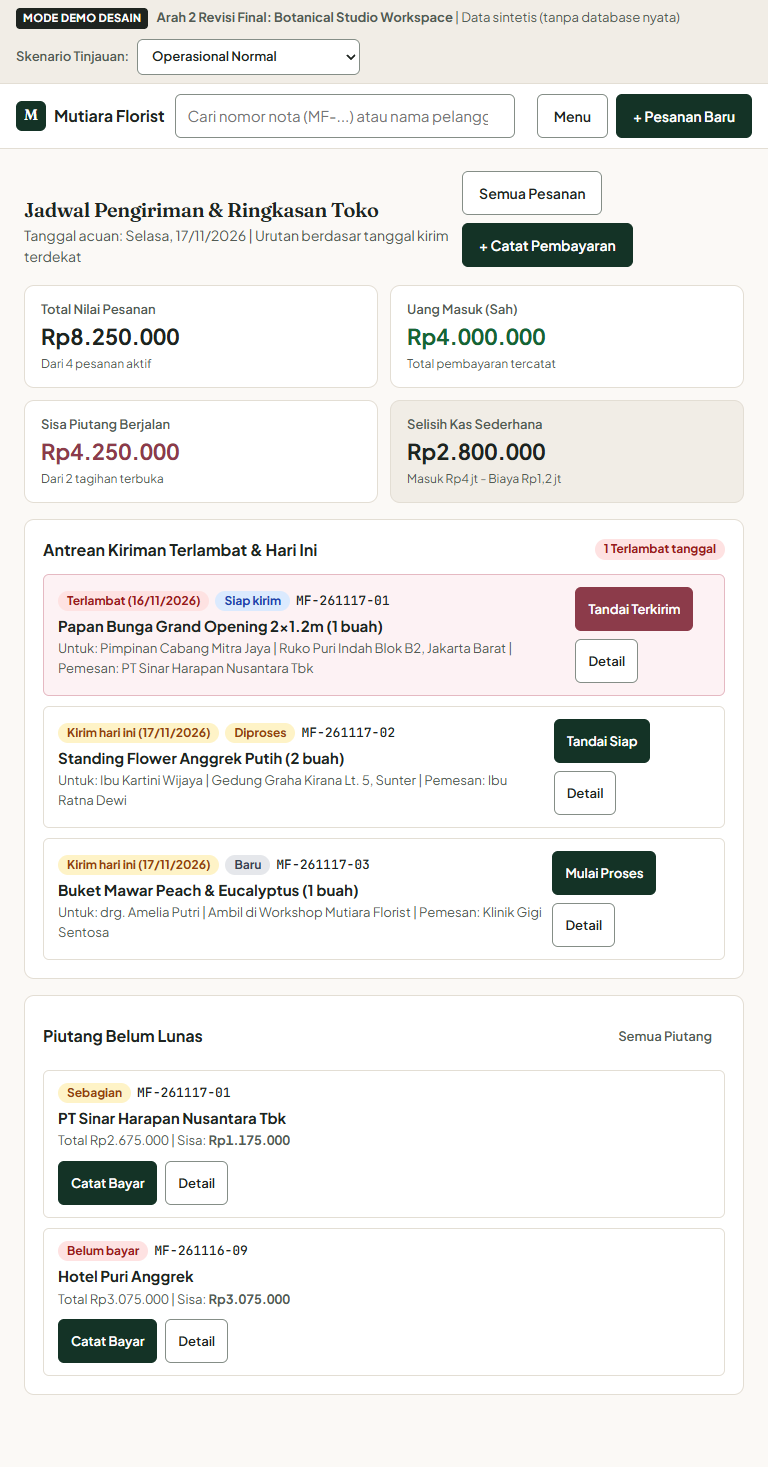 MODE DEMO DESAIN Arah 2 Revisi Final: Botanical Studio Workspace | Data sintetis (tanpa database nyata)
Skenario Tinjauan: Operasional Normal
M Mutiara Florist Cari nomor nota (MF-...) atau nama pelangg Menu + Pesanan Baru
Jadwal Pengiriman & Ringkasan Toko
Tanggal acuan: Selasa, 17/11/2026 | Urutan berdasar tanggal kirim
terdekat
Semua Pesanan
+ Catat Pembayaran
Total Nilai Pesanan
Rp8.250.000
Dari 4 pesanan aktif
Uang Masuk (Sah)
Rp4.000.000
Total pembayaran tercatat
Sisa Piutang Berjalan
Rp4.250.000
Dari 2 tagihan terbuka
Selisih Kas Sederhana
Rp2.800.000
Masuk Rp4 jt - Biaya Rp1,2 jt
Antrean Kiriman Terlambat & Hari Ini 1 Terlambat tanggal
Terlambat (16/11/2026) Siap kirim MF-261117-01
Papan Bunga Grand Opening 2×1.2m (1 buah)
Untuk: Pimpinan Cabang Mitra Jaya | Ruko Puri Indah Blok B2, Jakarta Barat |
Pemesan: PT Sinar Harapan Nusantara Tbk
Tandai Terkirim
Detail
Kirim hari ini (17/11/2026) Diproses MF-261117-02
Standing Flower Anggrek Putih (2 buah)
Untuk: Ibu Kartini Wijaya | Gedung Graha Kirana Lt. 5, Sunter | Pemesan: Ibu
Ratna Dewi
Tandai Siap
Detail
Kirim hari ini (17/11/2026) Baru MF-261117-03
Buket Mawar Peach & Eucalyptus (1 buah)
Untuk: drg. Amelia Putri | Ambil di Workshop Mutiara Florist | Pemesan: Klinik Gigi
Sentosa
Mulai Proses
Detail
Piutang Belum Lunas Semua Piutang
Sebagian MF-261117-01
PT Sinar Harapan Nusantara Tbk
Total Rp2.675.000 | Sisa: Rp1.175.000
Catat Bayar Detail
Belum bayar MF-261116-09
Hotel Puri Anggrek
Total Rp3.075.000 | Sisa: Rp3.075.000
Catat Bayar Detail